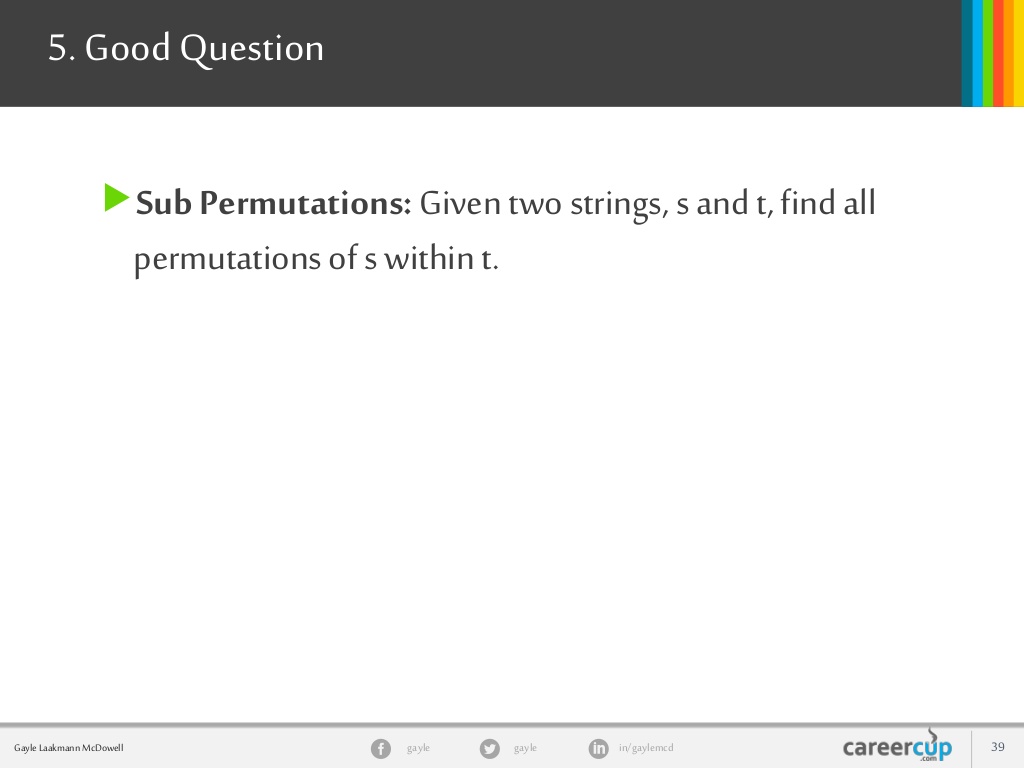 5. Good Question
Sub Permutations: Given two strings, s and t, find all
permutations of s within t.
Gayle Laakmann McDowell
gayle
gayle
in/gaylemcd
careercup
.com
39